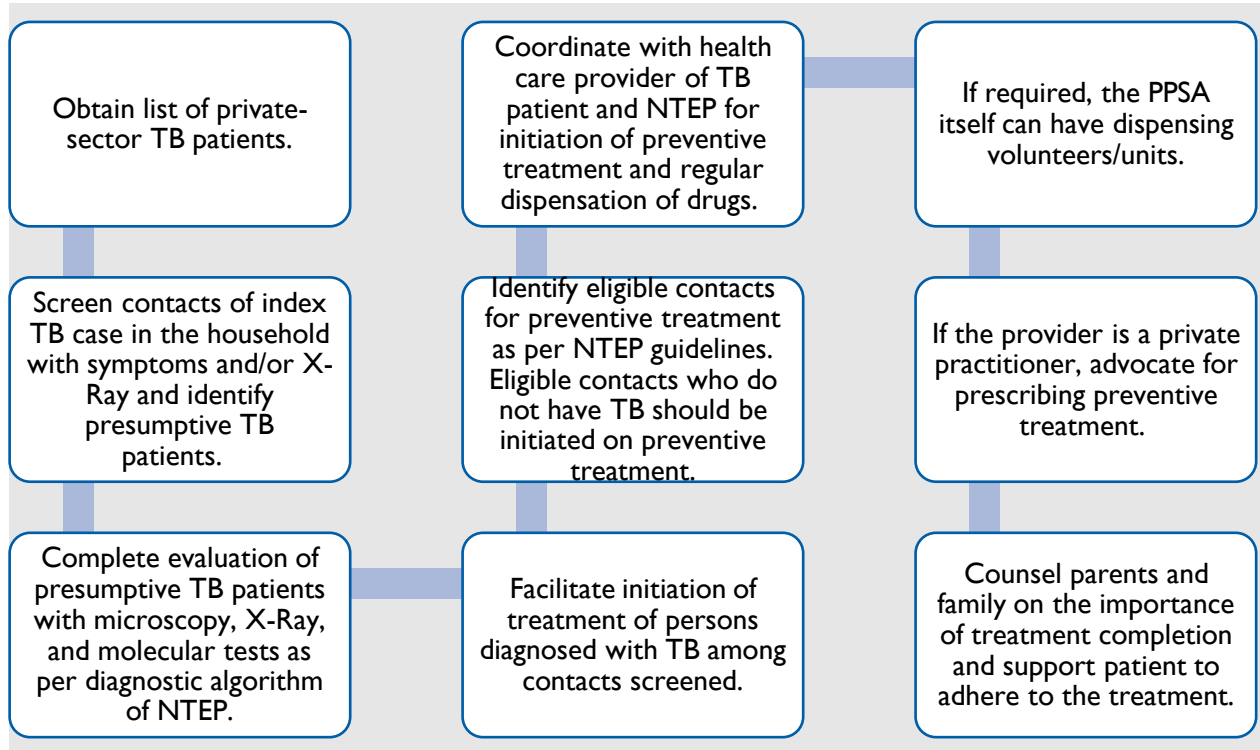 Obtain list of private-
sector TB patients.
Screen contacts of index
TB case in the household
with symptoms and/or X-
Ray and identify
presumptive TB
patients.
Complete evaluation of
presumptive TB patients
with microscopy, X-Ray,
and molecular tests as
per diagnostic algorithm
of NTEP.
Facilitate initiation of
treatment of persons
diagnosed with TB among
contacts screened.
Identify eligible contacts
for preventive treatment
as per NTEP guidelines.
Eligible contacts who do
not have TB should be
initiated on preventive
treatment.
Coordinate with health
care provider of TB
patient and NTEP for
initiation of preventive
treatment and regular
dispensation of drugs.
If required, the PPSA
itself can have dispensing
volunteers/units.
If the provider is a private
practitioner, advocate for
prescribing preventive
treatment.
Counsel parents and
family on the importance
of treatment completion
and support patient to
adhere to the treatment.